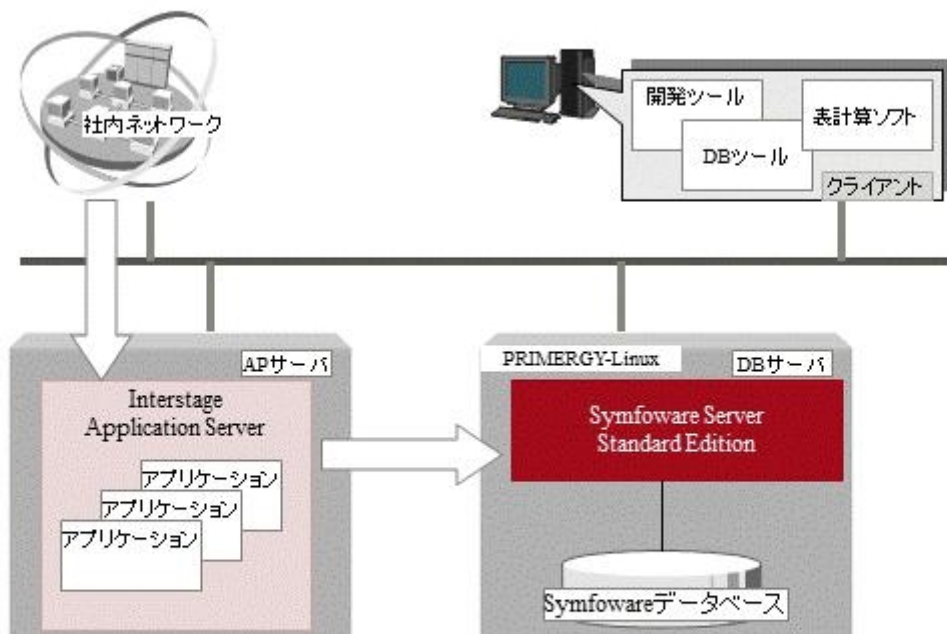 社内ネットワーク
開発ツール
DBツール
表計算ソフト
クライアント
APサーバ
Interstage
Application Server
アプリケーション
アプリケーション
アプリケーション
PRIMERGY-Linux
DBサーバ
Symfoware Server
Standard Edition
Symfowareデータベース